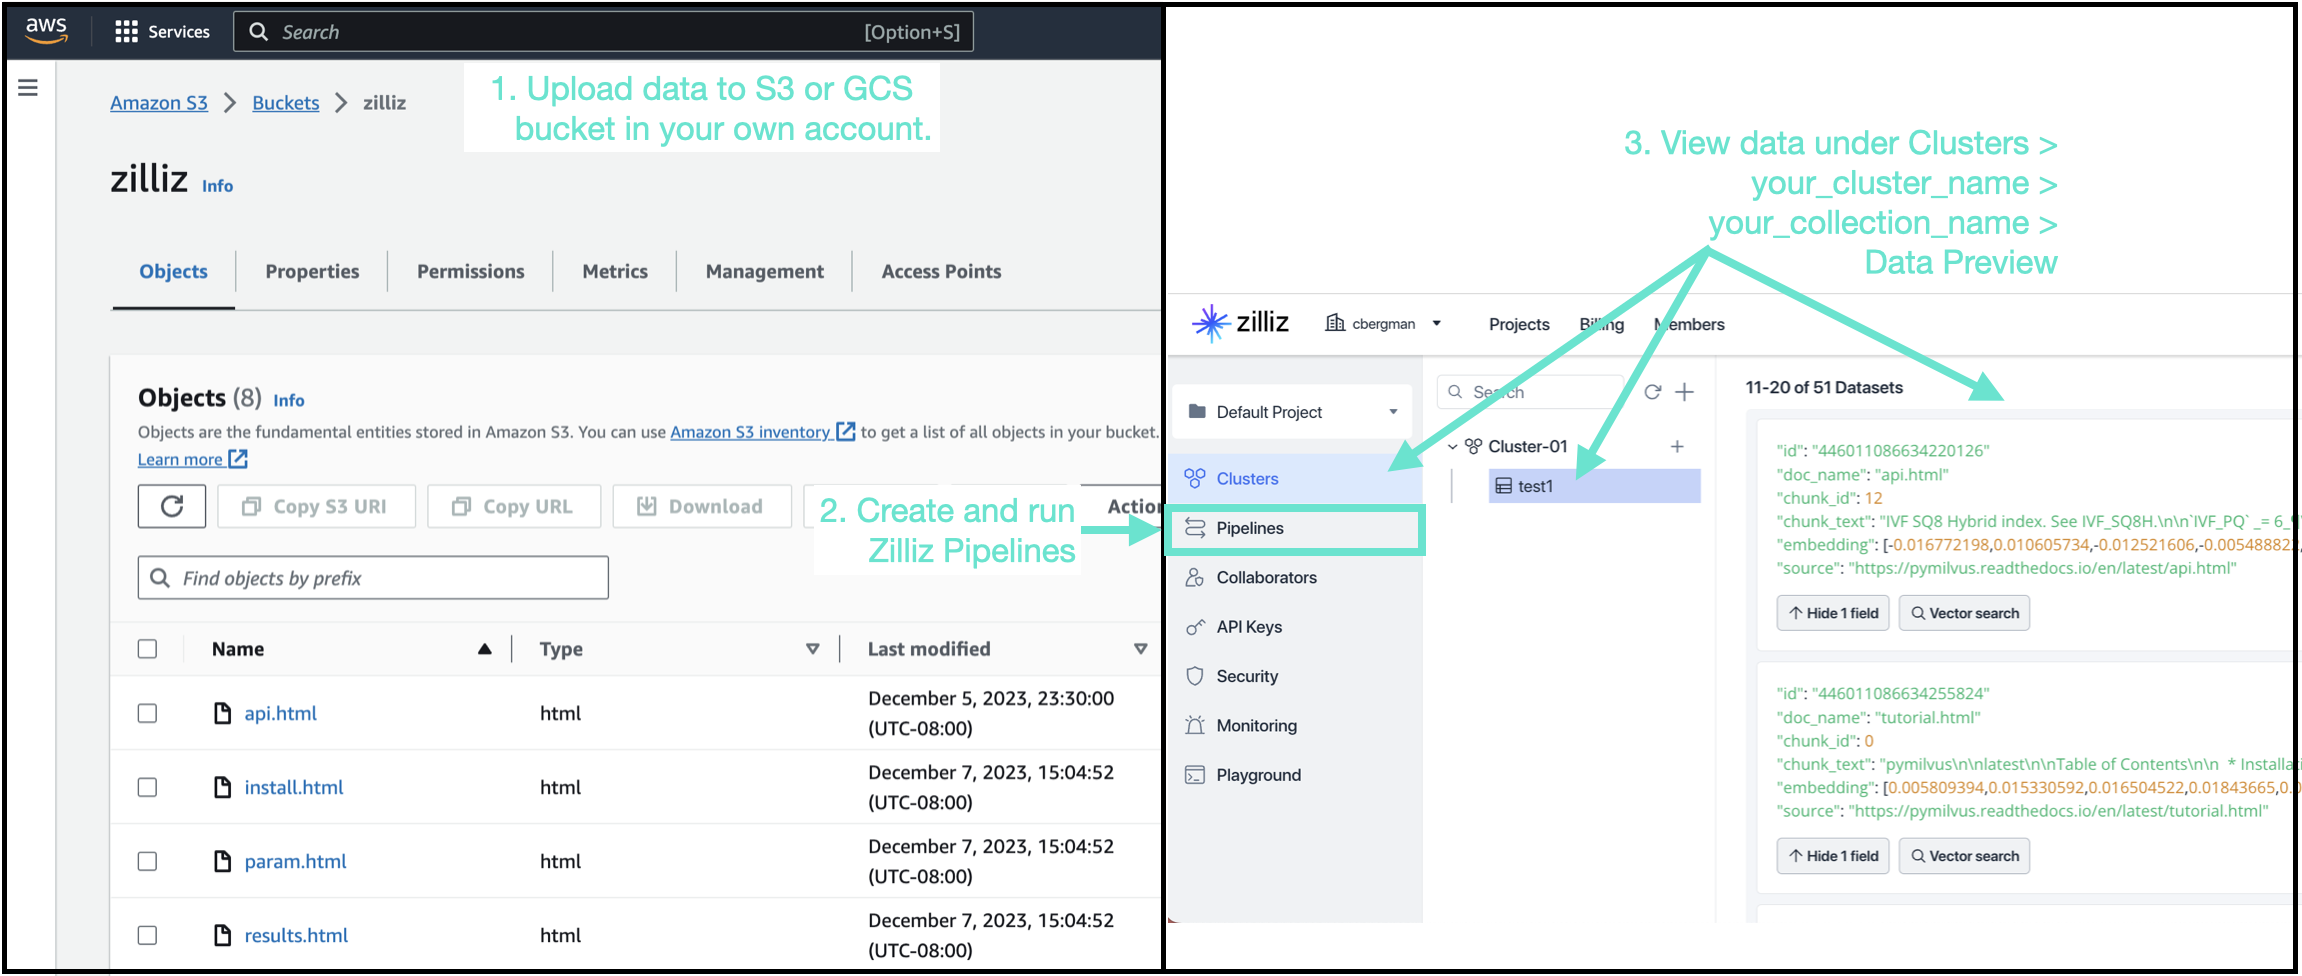 aws
Services
Search
[Option+S]
Amazon S3 > Buckets > zilliz
1. Upload data to S3 or GCS
bucket in your own account.
zilliz Info
Objects
Properties
Permissions
Metrics
Management
Access Points
Objects (8) Info
Objects are the fundamental entities stored in Amazon S3. You can use Amazon S3 inventory to get a list of all objects in your bucket.
Learn more
Copy S3 URI
Copy URL
Download
2. Create and run
Zilliz Pipelines
Find objects by prefix
Name
Type
Last modified
api.html
html
December 5, 2023, 23:30:00
(UTC-08:00)
install.html
html
December 7, 2023, 15:04:52
(UTC-08:00)
param.html
html
December 7, 2023, 15:04:52
(UTC-08:00)
results.html
html
December 7, 2023, 15:04:52
(UTC-08:00)
3. View data under Clusters >
your_cluster_name >
your_collection_name >
Data Preview
zilliz
cbergman
Projects
Billing
Members
Default Project
Clusters
Pipelines
Collaborators
API Keys
Security
Monitoring
Playground
Search
Cluster-01
test1
11-20 of 51 Datasets
"id": "446011086634220126"
"doc_name": "api.html"
"chunk_id": 12
"chunk_text": "IVF SQ8 Hybrid index. See IVF_SQ8H.\n\n`IVF_PQ` _= 6_
"embedding": [-0.016772198,0.010605734,-0.012521606,-0.00548882
"source": "https://pymilvus.readthedocs.io/en/latest/api.html"
Hide 1 field
Vector search
"id": "446011086634255824"
"doc_name": "tutorial.html"
"chunk_id": 0
"chunk_text": "pymilvus\n\nlatest\n\nTable of Contents\n\n * Installa
"embedding": [0.005809394,0.015330592,0.016504522,0.01843665,0.
"source": "https://pymilvus.readthedocs.io/en/latest/tutorial.html"
Hide 1 field
Vector search